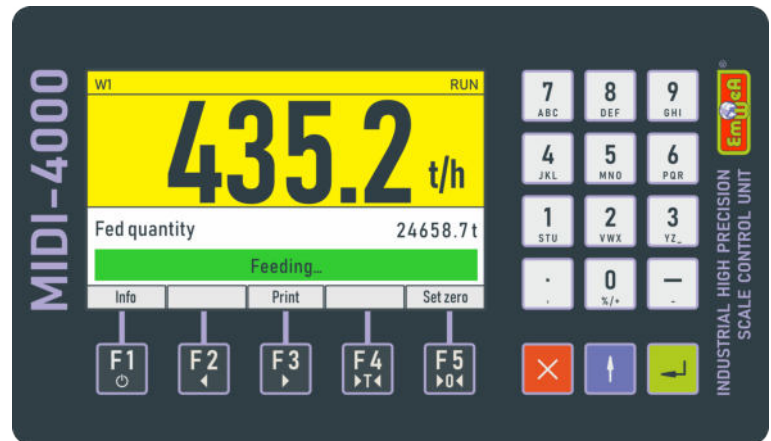 MIDI-4000
W1 RUN
435.2 t/h
Fed quantity 24658.7 t
Feeding...
Info Print Set zero
F1 F2 F3 F4 F5
T 0
7 8 9
ABC DEF GHI
4 5 6
JKL MNO PQR
1 2 3
STU VWX YZ_
. 0 —
, %/+ -
EmWeA ®
INDUSTRIAL HIGH PRECISION
SCALE CONTROL UNIT